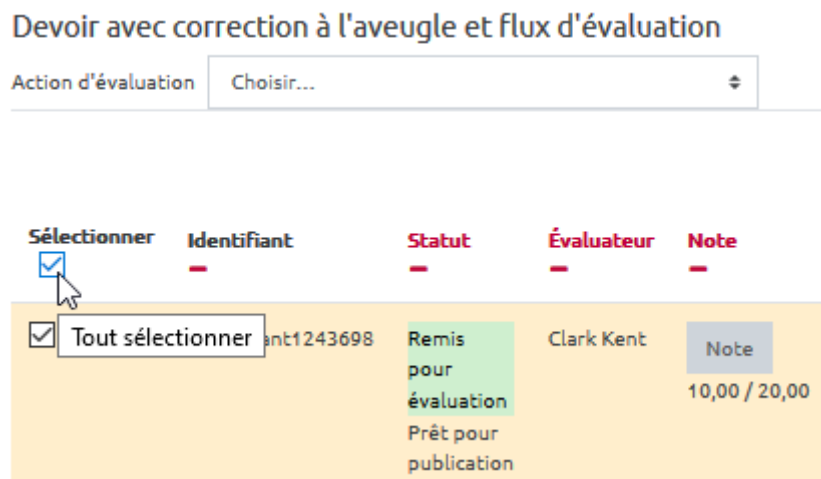 Devoir avec correction à l'aveugle et flux d'évaluation
Action d'évaluation Choisir...
Sélectionner Identifiant Statut Évaluateur Note
Tout sélectionner ant1243698 Remis Clark Kent Note
pour
évaluation 10,00 / 20,00
Prêt pour
publication